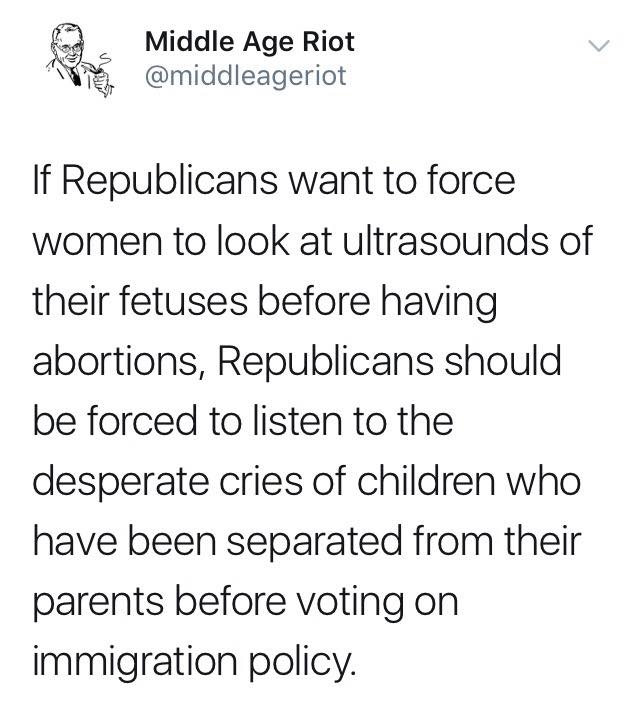 Middle Age Riot
@middleageriot
If Republicans want to force
women to look at ultrasounds of
their fetuses before having
abortions, Republicans should
be forced to listen to the
desperate cries of children who
have been separated from their
parents before voting on
immigration policy.